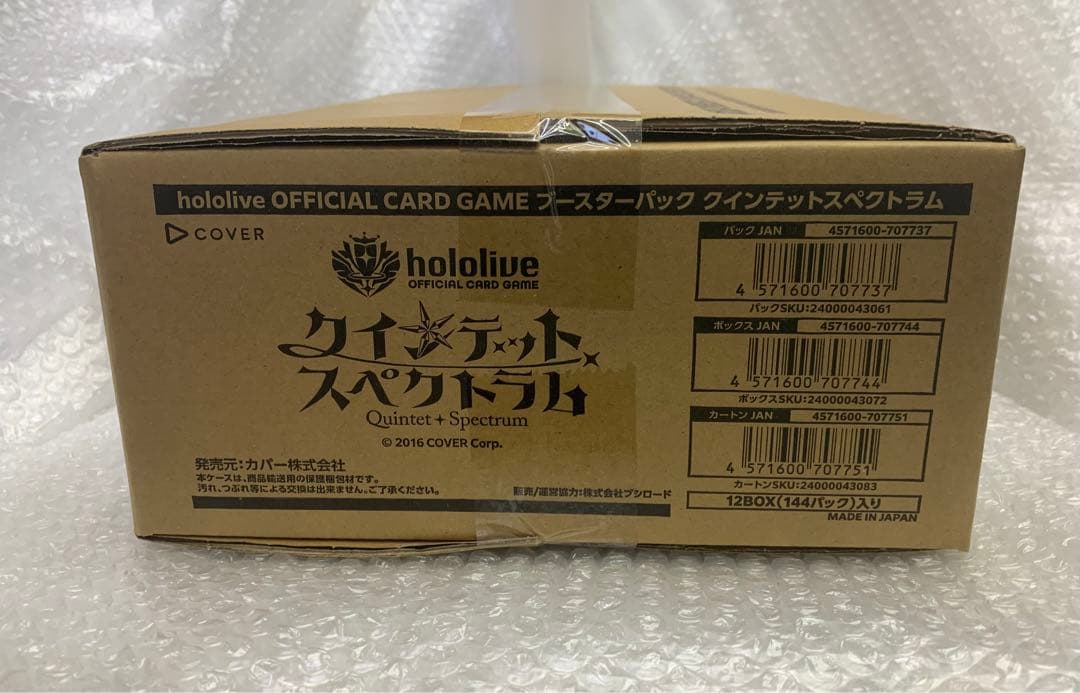 hololive OFFICIAL CARD GAME ブースターパック クインテットスペクトラム
COVER
hololive
OFFICIAL CARD GAME
クインテット
スペクトラム
Quintet Spectrum
© 2016 COVER Corp.
発売元:カバー株式会社
本ケースは、商品輸送用の保護梱包材です。
汚れ、つぶれ等による交換は出来ません。ご了承ください。
販売/運営協力:株式会社ブシロード
パック JAN 4571600-707737
4 571600 707737
パックSKU:24000043061
ボックス JAN 4571600-707744
4 571600 707744
ボックスSKU:24000043072
カートン JAN 4571600-707751
4 571600 707751
カートンSKU:24000043083
12BOX(144パック)入り
MADE IN JAPAN